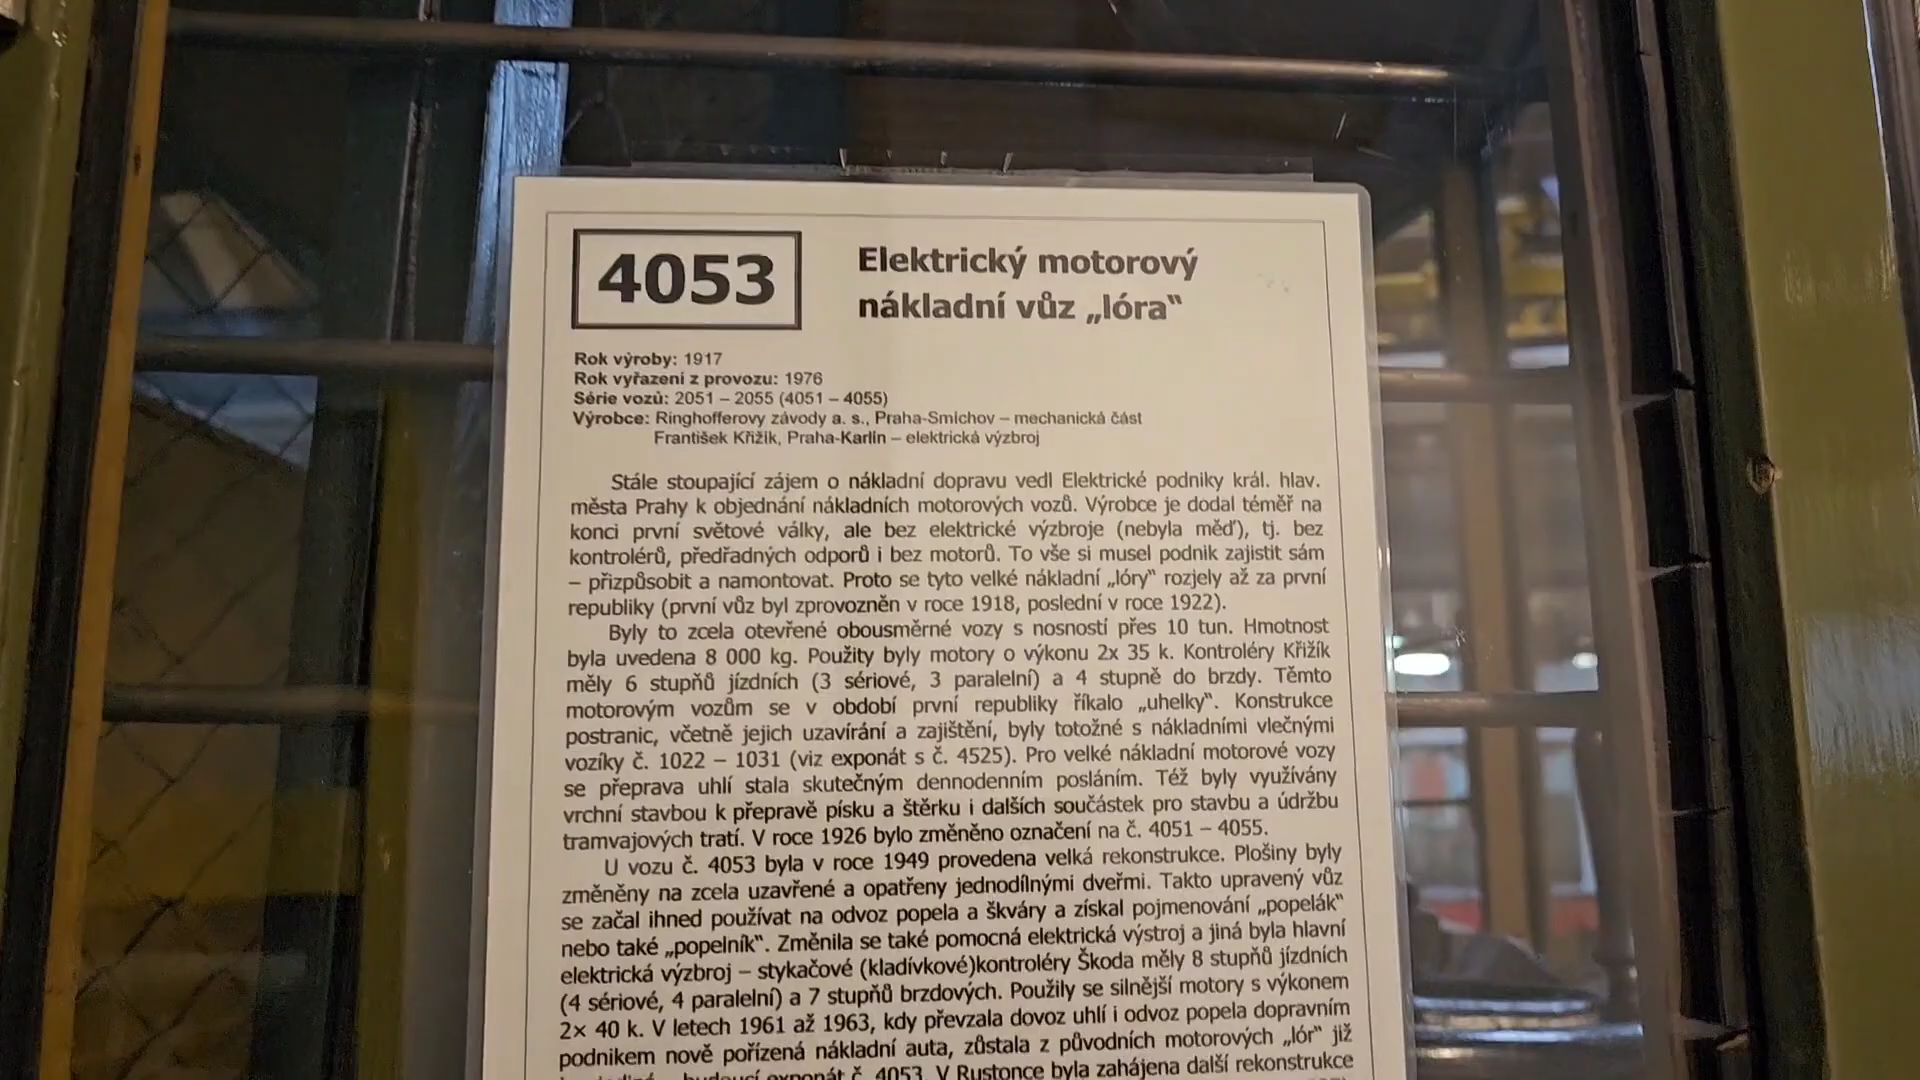 4053
Elektrický motorový
nákladní vůz „lóra“
Rok výroby: 1917
Rok vyřazení z provozu: 1976
Série vozů: 2051 – 2055 (4051 – 4055)
Výrobce: Ringhofferovy závody a. s., Praha-Smíchov – mechanická část
František Křižík, Praha-Karlín – elektrická výzbroj
Stále stoupající zájem o nákladní dopravu vedl Elektrické podniky král. hlav.
města Prahy k objednání nákladních motorových vozů. Výrobce je dodal téměř na
konci první světové války, ale bez elektrické výzbroje (nebyla měď), tj. bez
kontrolérů, předřadných odporů i bez motorů. To vše si musel podnik zajistit sám
– přizpůsobit a namontovat. Proto se tyto velké nákladní „lóry“ rozjely až za první
republiky (první vůz byl zprovozněn v roce 1918, poslední v roce 1922).
Byly to zcela otevřené obousměrné vozy s nosností přes 10 tun. Hmotnost
byla uvedena 8 000 kg. Použity byly motory o výkonu 2x 35 k. Kontroléry Křižík
měly 6 stupňů jízdních (3 sériové, 3 paralelní) a 4 stupně do brzdy. Těmto
motorovým vozům se v období první republiky říkalo „uhelky“. Konstrukce
postranic, včetně jejich uzavírání a zajištění, byly totožné s nákladními vlečnými
vozíky č. 1022 – 1031 (viz exponát s č. 4525). Pro velké nákladní motorové vozy
se přeprava uhlí stala skutečným dennodenním posláním. Též byly využívány
vrchní stavbou k přepravě písku a štěrku i dalších součástek pro stavbu a údržbu
tramvajových tratí. V roce 1926 bylo změněno označení na č. 4051 – 4055.
U vozu č. 4053 byla v roce 1949 provedena velká rekonstrukce. Plošiny byly
změněny na zcela uzavřené a opatřeny jednodílnými dveřmi. Takto upravený vůz
se začal ihned používat na odvoz popela a škváry a získal pojmenování „popelák“
nebo také „popelník“. Změnila se také pomocná elektrická výstroj a jiná byla hlavní
elektrická výzbroj – stykačové (kladívkové)kontroléry Škoda měly 8 stupňů jízdních
(4 sériové, 4 paralelní) a 7 stupňů brzdových. Použily se silnější motory s výkonem
2× 40 k. V letech 1961 až 1963, kdy převzala dovoz uhlí i odvoz popela dopravním
podnikem nově pořízená nákladní auta, zůstala z původních motorových „lór“ již
exponát č. 4053. V Rustonce byla zahájena další rekonstrukce